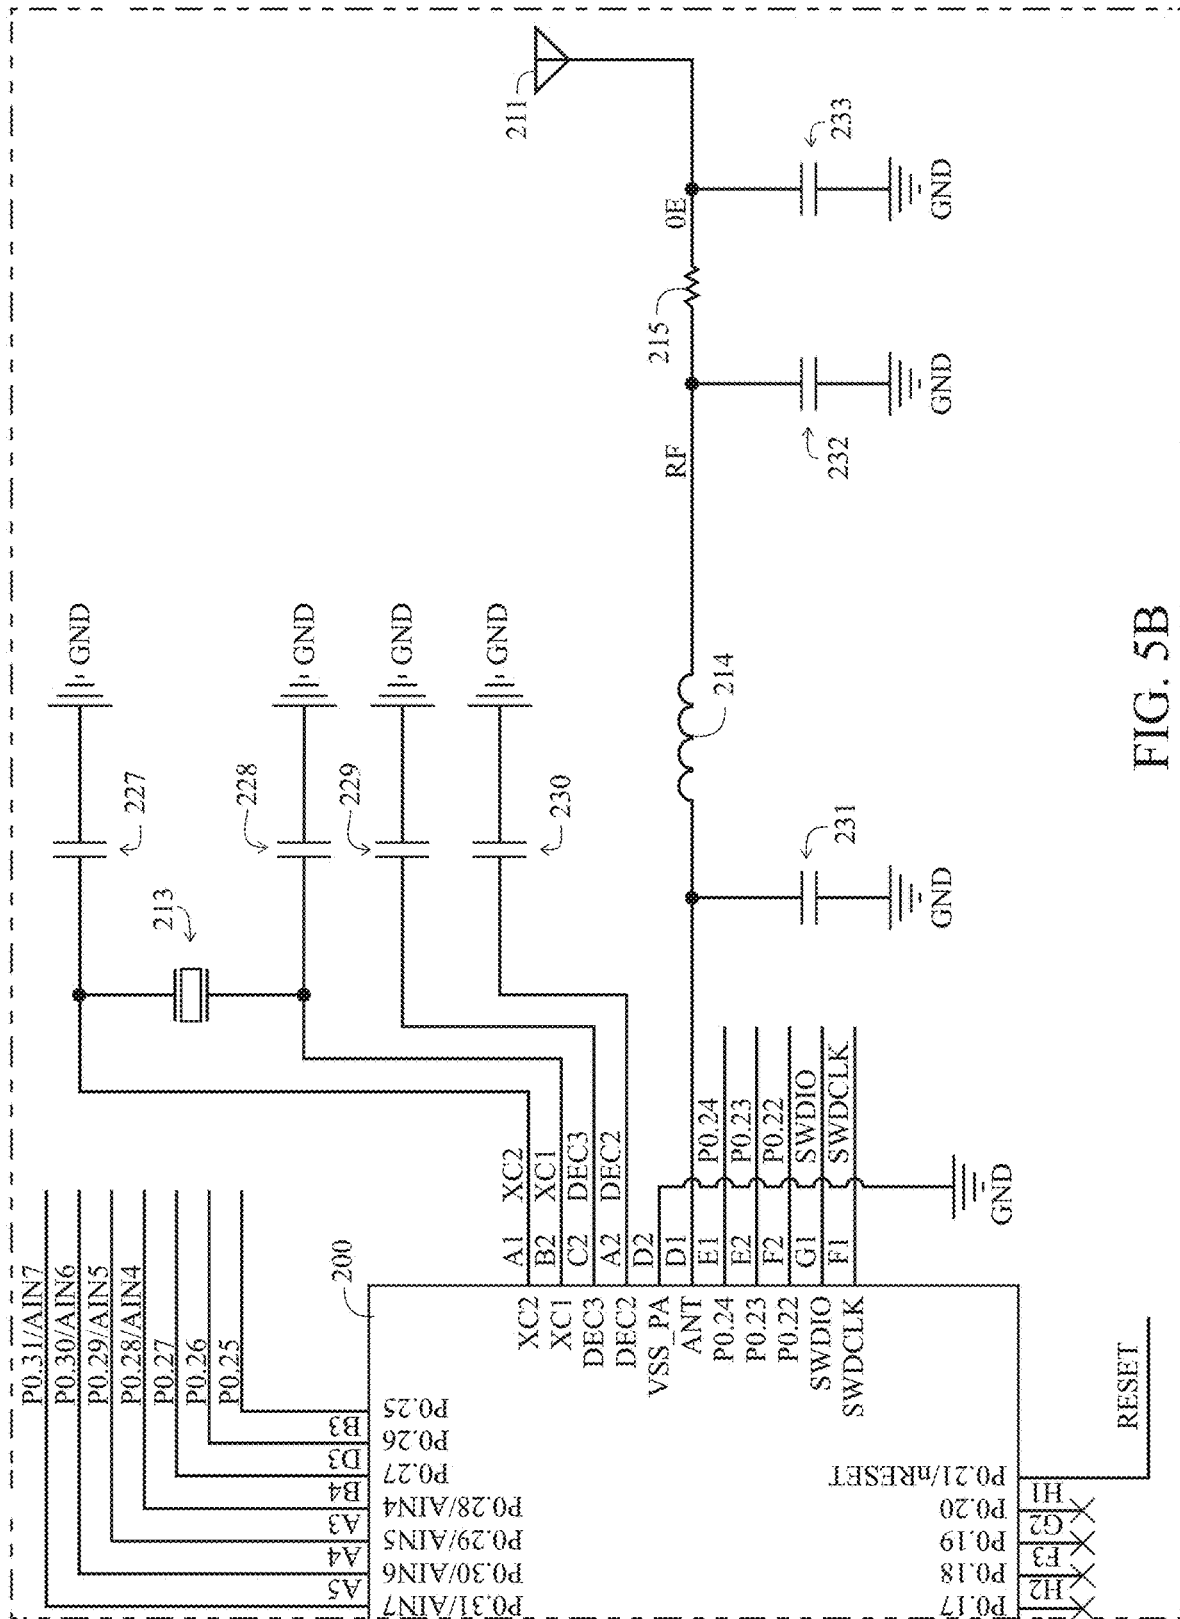 P0.31/AIN7
P0.30/AIN6
P0.29/AIN5
P0.28/AIN4
P0.27
P0.26
P0.25
A5
A4
A3
B4
D3
B3
P0.31/AIN7
P0.30/AIN6
P0.29/AIN5
P0.28/AIN4
P0.27
P0.26
P0.25
200
XC2
XC1
DEC3
DEC2
VSS_PA
ANT
P0.24
P0.23
P0.22
SWDIO
SWDCLK
A1
B2
C2
A2
D2
D1
E1
E2
F2
G1
F1
XC2
XC1
DEC3
DEC2
P0.24
P0.23
P0.22
SWDIO
SWDCLK
GND
213
227
228
229
230
GND
GND
GND
GND
231
GND
214
RF
232
GND
215
0E
233
GND
211
P0.17
P0.18
P0.19
P0.20
P0.21/nRESET
H2
F3
G2
H1
RESET
FIG. 5B